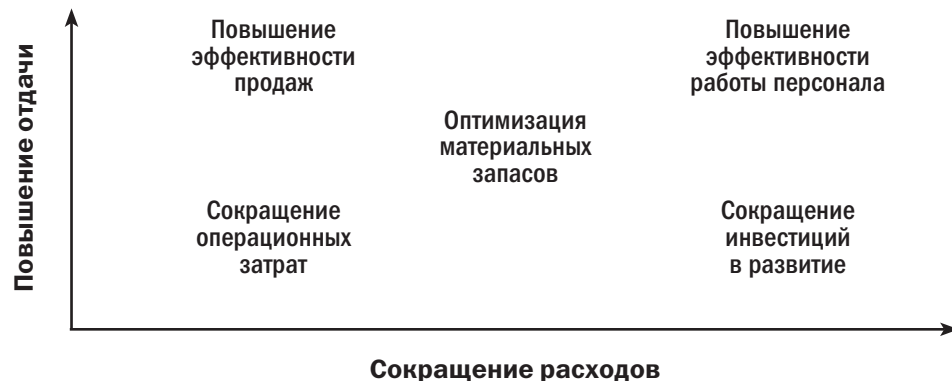 Повышение отдачи
Повышение
эффективности
продаж
Повышение
эффективности
работы персонала
Оптимизация
материальных
запасов
Сокращение
операционных
затрат
Сокращение
инвестиций
в развитие
Сокращение расходов